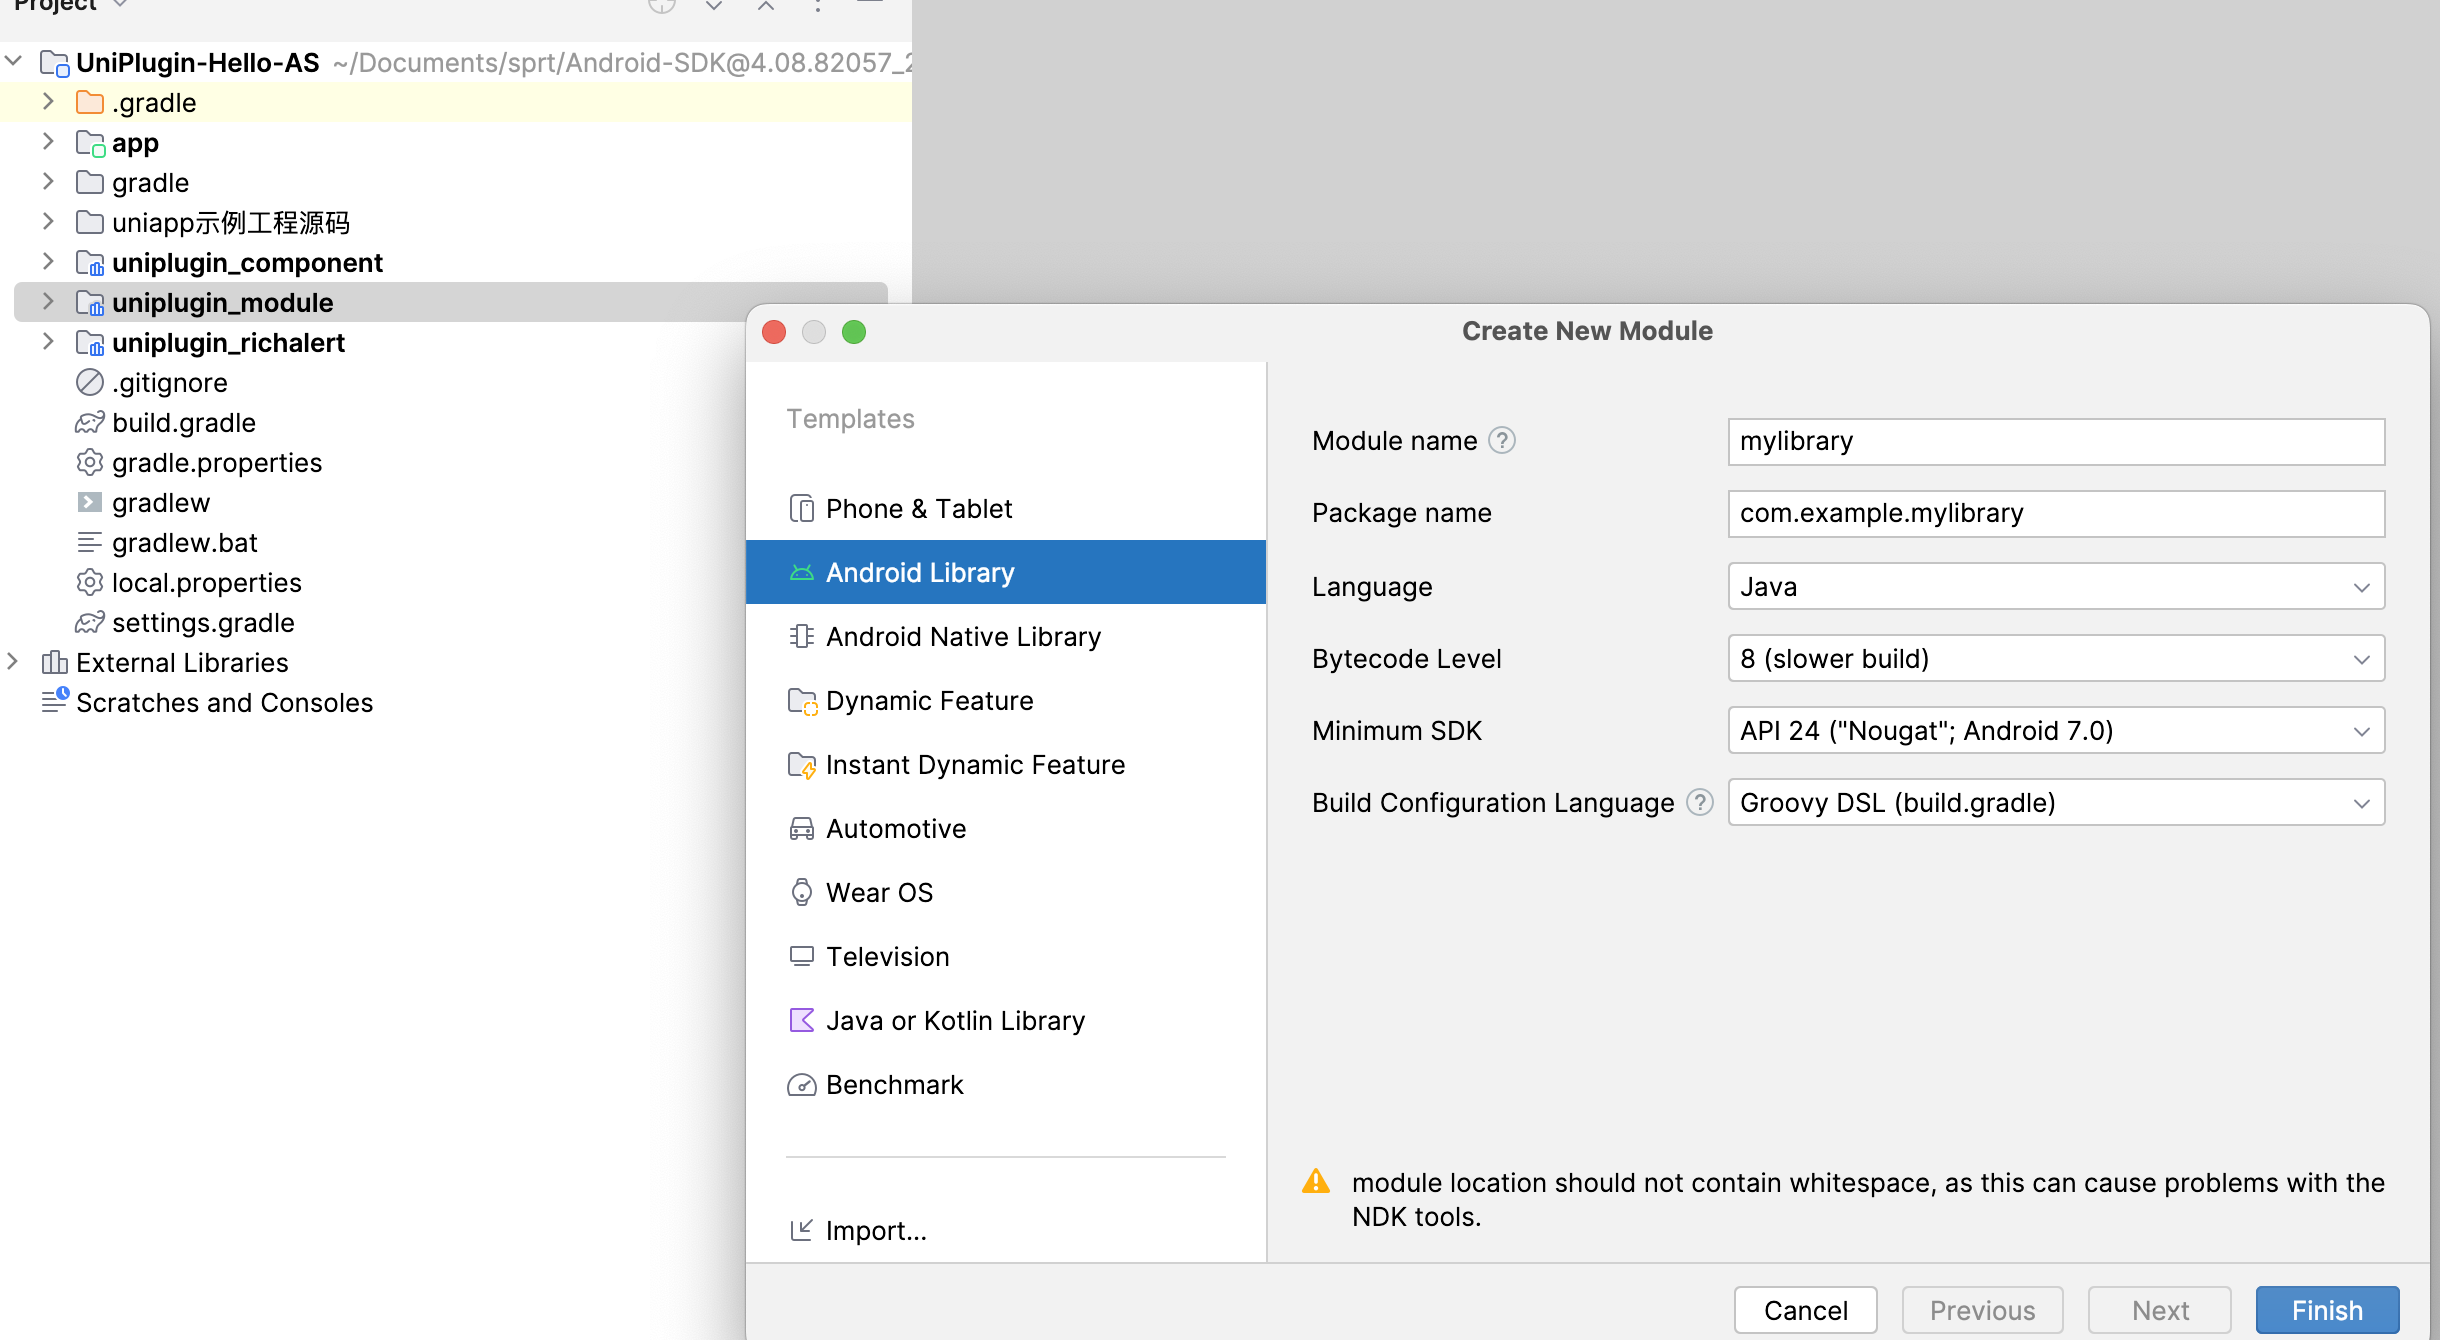 Project
UniPlugin-Hello-AS ~/Documents/sprt/Android-SDK@4.08.82057_2
.gradle
app
gradle
uniapp示例工程源码
uniplugin_component
uniplugin_module
uniplugin_richalert
.gitignore
build.gradle
gradle.properties
gradlew
gradlew.bat
local.properties
settings.gradle
External Libraries
Scratches and Consoles
Create New Module
Templates
Phone & Tablet
Android Library
Android Native Library
Dynamic Feature
Instant Dynamic Feature
Automotive
Wear OS
Television
Java or Kotlin Library
Benchmark
Import...
Module name ? mylibrary
Package name com.example.mylibrary
Language Java
Bytecode Level 8 (slower build)
Minimum SDK API 24 ("Nougat"; Android 7.0)
Build Configuration Language ? Groovy DSL (build.gradle)
module location should not contain whitespace, as this can cause problems with the
NDK tools.
Cancel Previous Next Finish